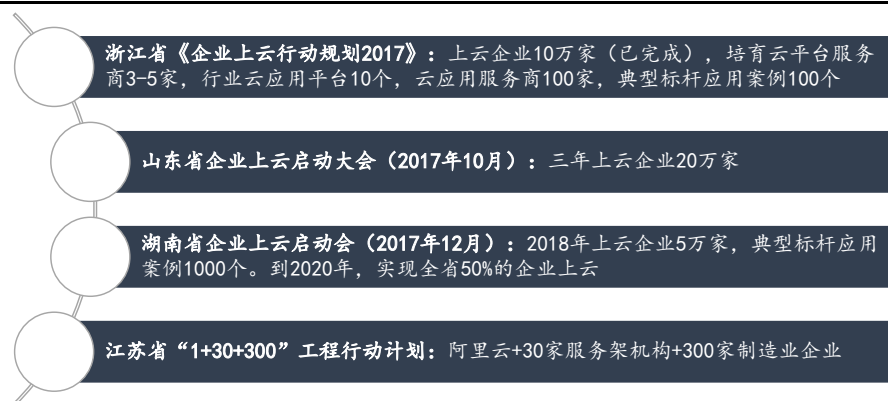 浙江省《企业上云行动规划2017》：上云企业10万家（已完成），培育云平台服务
商3-5家，行业云应用平台10个，云应用服务商100家，典型标杆应用案例100个
山东省企业上云启动大会（2017年10月）：三年上云企业20万家
湖南省企业上云启动会（2017年12月）：2018年上云企业5万家，典型标杆应用
案例1000个。到2020年，实现全省50%的企业上云
江苏省“1+30+300”工程行动计划：阿里云+30家服务架机构+300家制造业企业